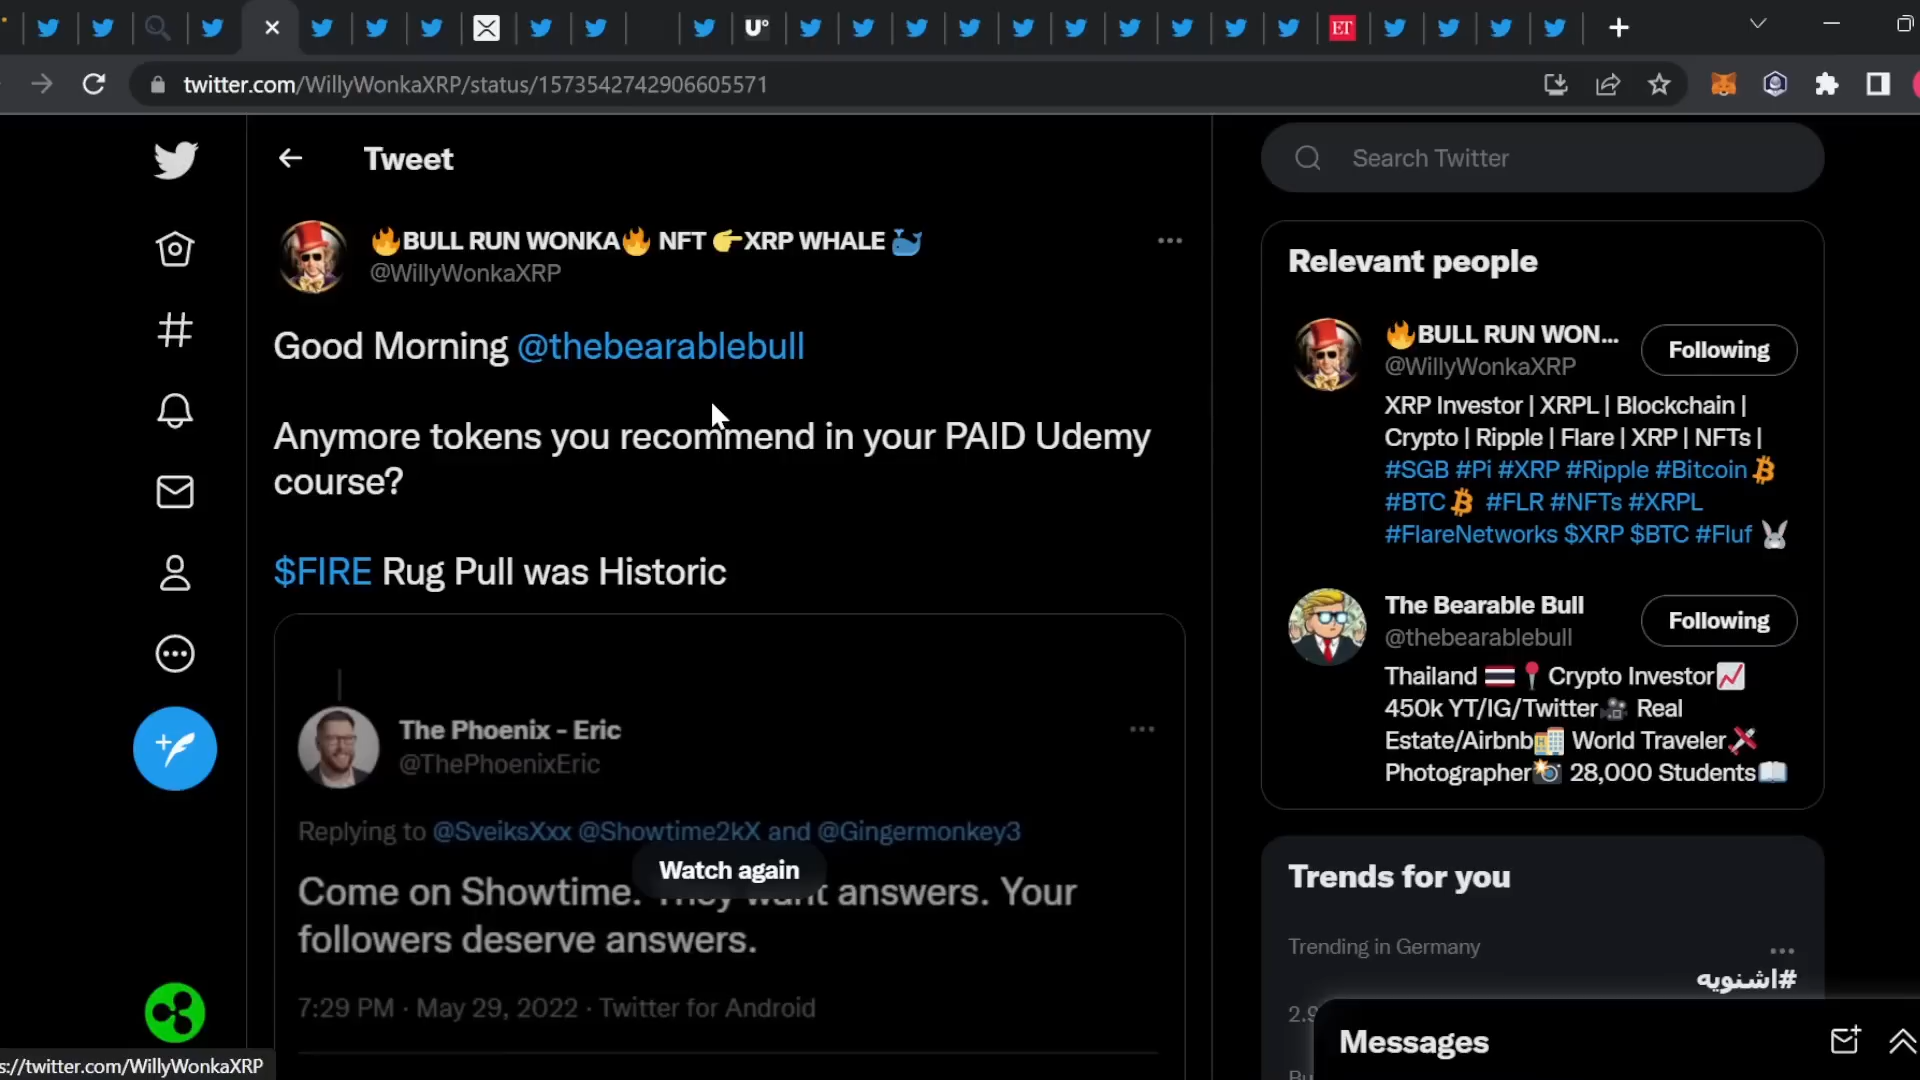 twitter.com/WillyWonkaXRP/status/1573542742906605571
U°
ET
Tweet
Search Twitter
🔥BULL RUN WONKA🔥 NFT 👉XRP WHALE 🐳
@WillyWonkaXRP
Good Morning @thebearablebull
Anymore tokens you recommend in your PAID Udemy
course?
$FIRE Rug Pull was Historic
The Phoenix - Eric
@ThePhoenixEric
Replying to @SveiksXxx @Showtime2kX and @Gingermonkey3
Watch again
Come on Showtime. They want answers. Your
followers deserve answers.
7:29 PM · May 29, 2022 · Twitter for Android
Relevant people
🔥BULL RUN WON...
@WillyWonkaXRP
Following
XRP Investor | XRPL | Blockchain |
Crypto | Ripple | Flare | XRP | NFTs |
#SGB #Pi #XRP #Ripple #Bitcoin
#BTC #FLR #NFTs #XRPL
#FlareNetworks $XRP $BTC #Fluf 🐰
The Bearable Bull
@thebearablebull
Following
Thailand 🇹🇭📍Crypto Investor📈
450k YT/IG/Twitter🎥 Real
Estate/Airbnb🏨 World Traveler✈
Photographer📸 28,000 Students📖
Trends for you
Trending in Germany
#اشنویه
Messages
s://twitter.com/WillyWonkaXRP